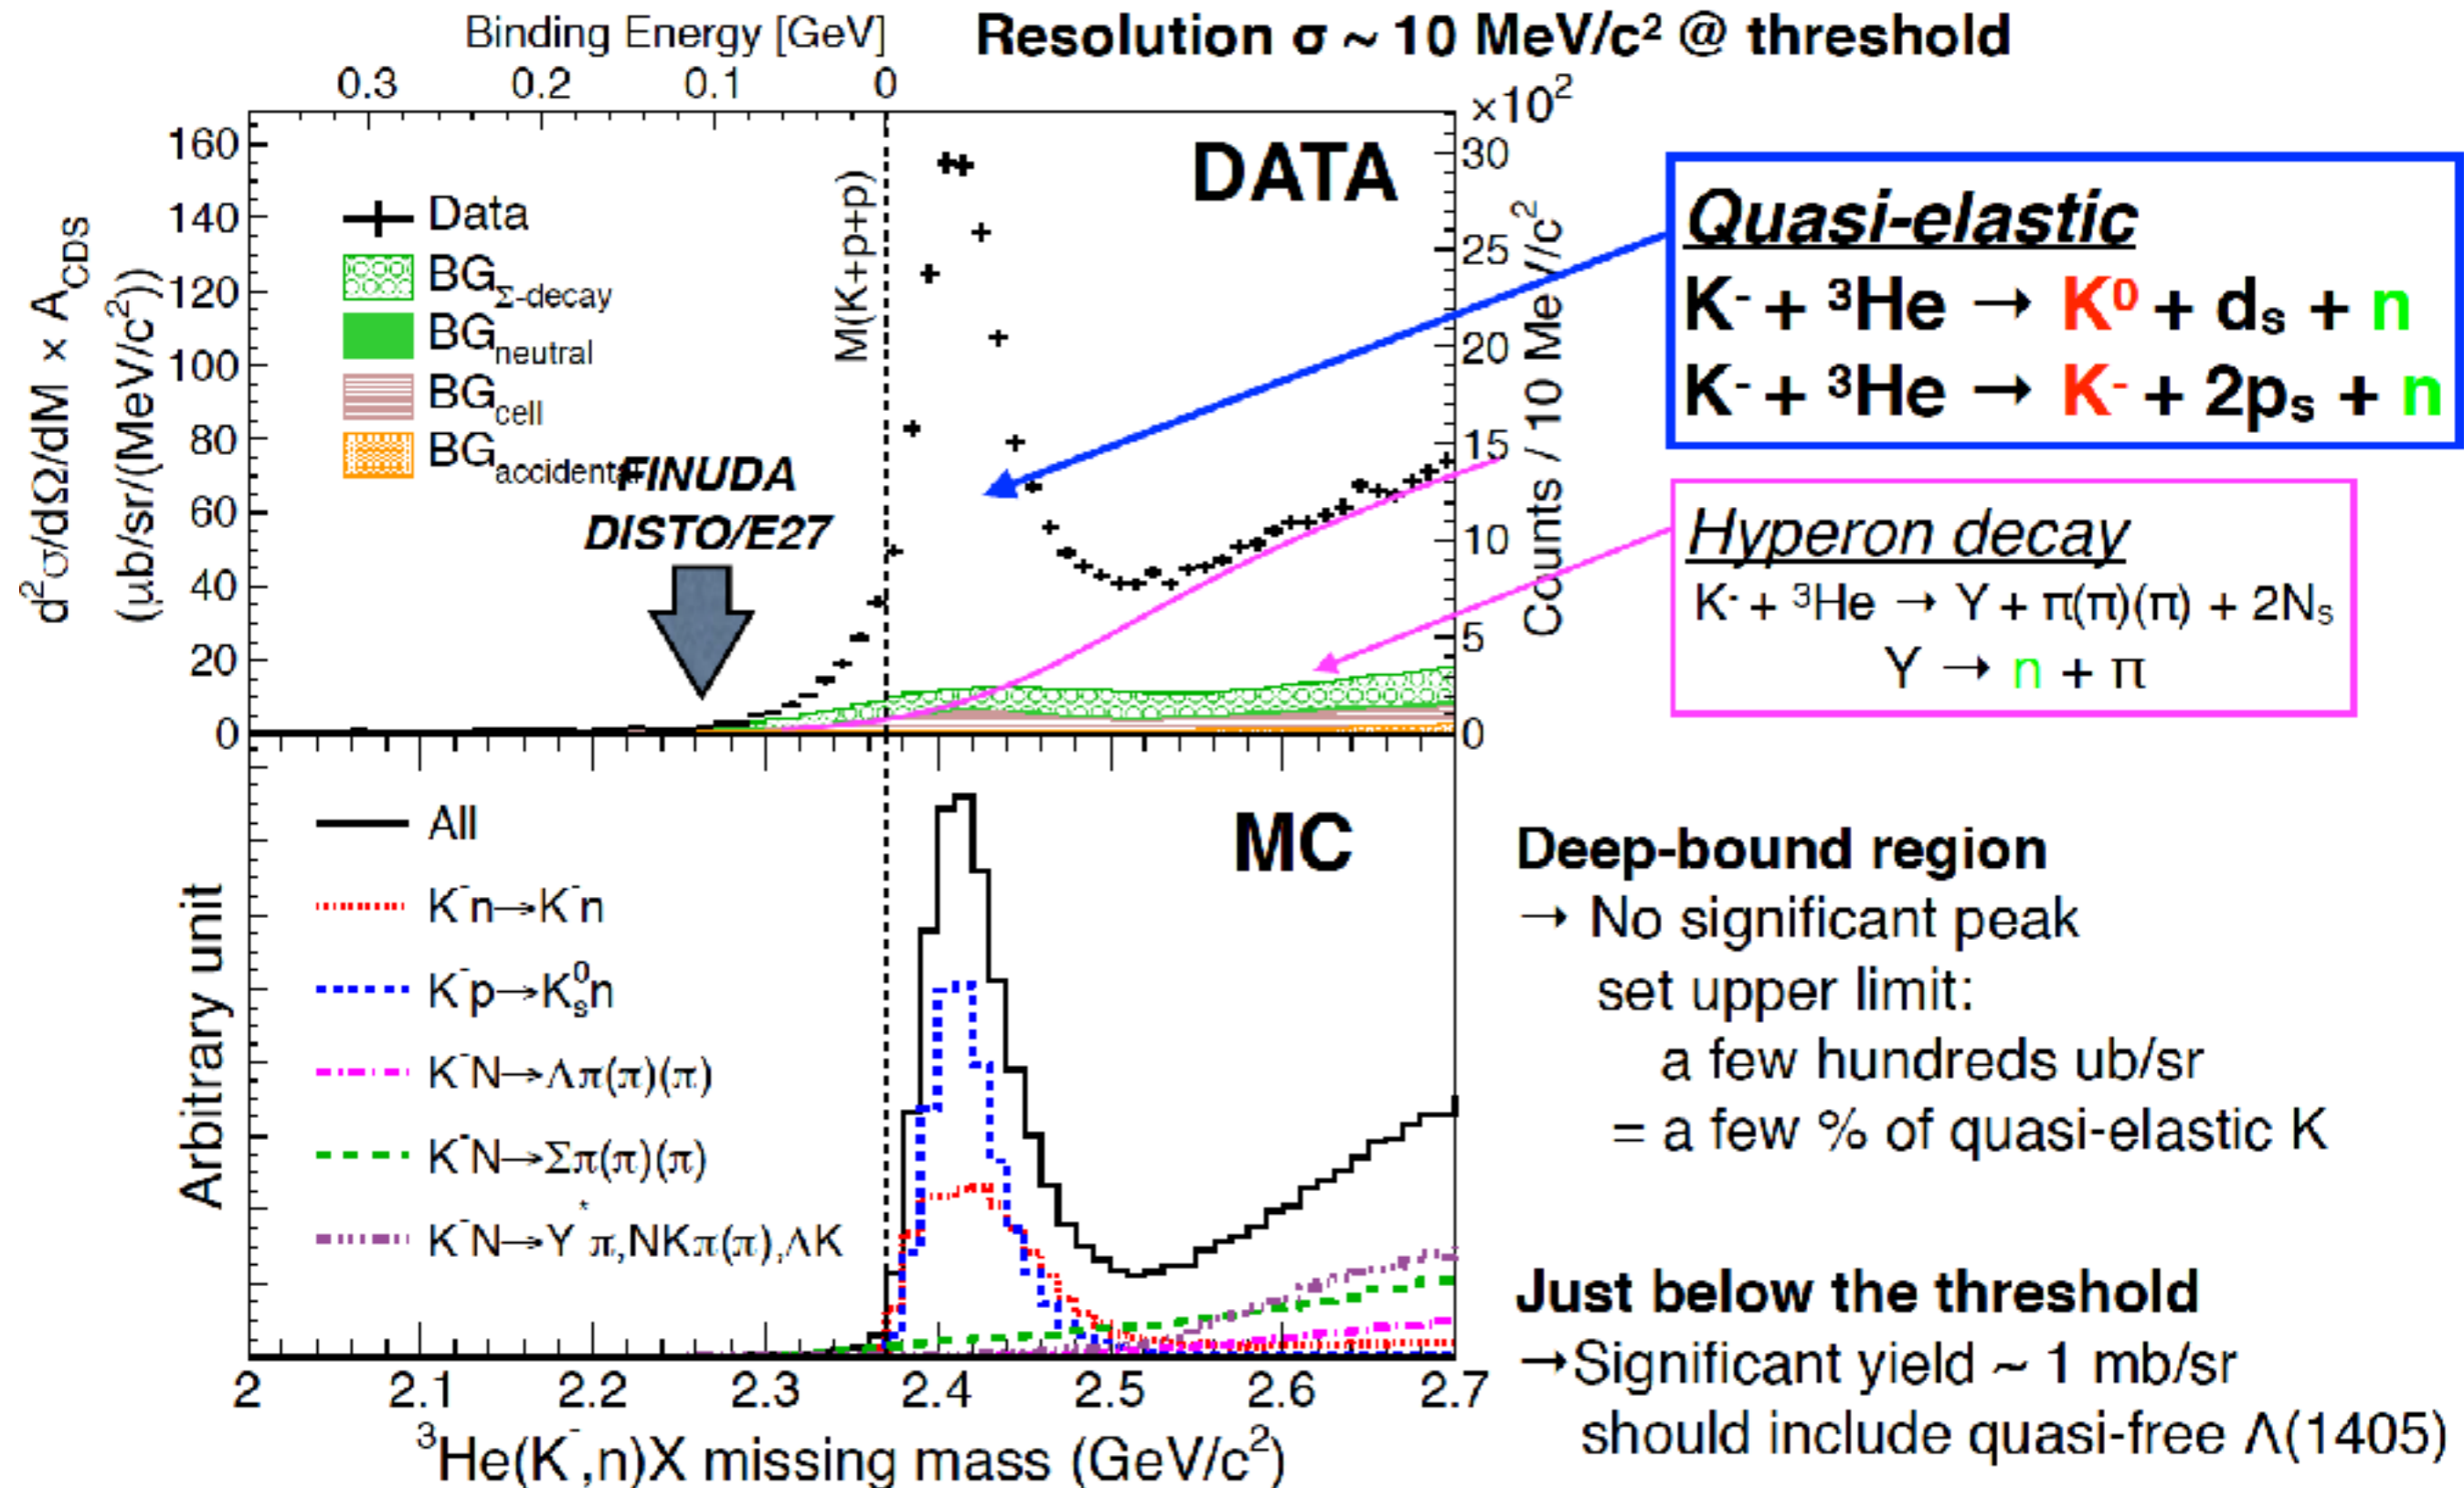 Binding Energy [GeV]
Resolution σ ~ 10 MeV/c² @ threshold
0.3 0.2 0.1 0
×10²
DATA
d²σ/dΩ/dM × A_CDS
(μb/sr/(MeV/c²))
160
140
120
100
80
60
40
20
0
Data
BG_Σ-decay
BG_neutral
BG_cell
BG_accidental
M(K+p+p)
FINUDA
DISTO/E27
30
25
20
15
10
5
0
Counts / 10 MeV/c²
Quasi-elastic
K⁻ + ³He → K⁰ + dₛ + n
K⁻ + ³He → K⁻ + 2pₛ + n
Hyperon decay
K⁻ + ³He → Y + π(π)(π) + 2Nₛ
Y → n + π
MC
Arbitrary unit
All
K⁻n→K⁻n
K⁻p→K⁰ₛn
K⁻N→Λπ(π)(π)
K⁻N→Σπ(π)(π)
K⁻N→Y*π,NKπ(π),ΛK
2 2.1 2.2 2.3 2.4 2.5 2.6 2.7
³He(K⁻,n)X missing mass (GeV/c²)
Deep-bound region
→ No significant peak
set upper limit:
a few hundreds ub/sr
= a few % of quasi-elastic K
Just below the threshold
→Significant yield ~ 1 mb/sr
should include quasi-free Λ(1405)